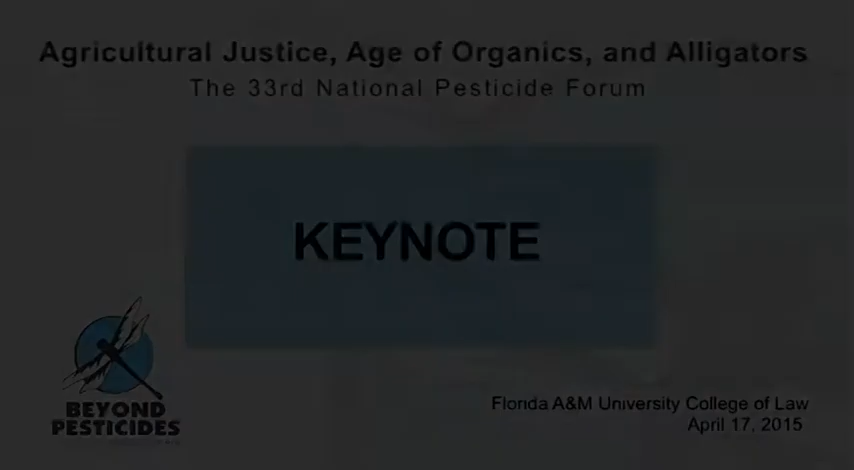 Agricultural Justice, Age of Organics, and Alligators
The 33rd National Pesticide Forum
KEYNOTE
BEYOND
PESTICIDES
Florida A&M University College of Law
April 17, 2015